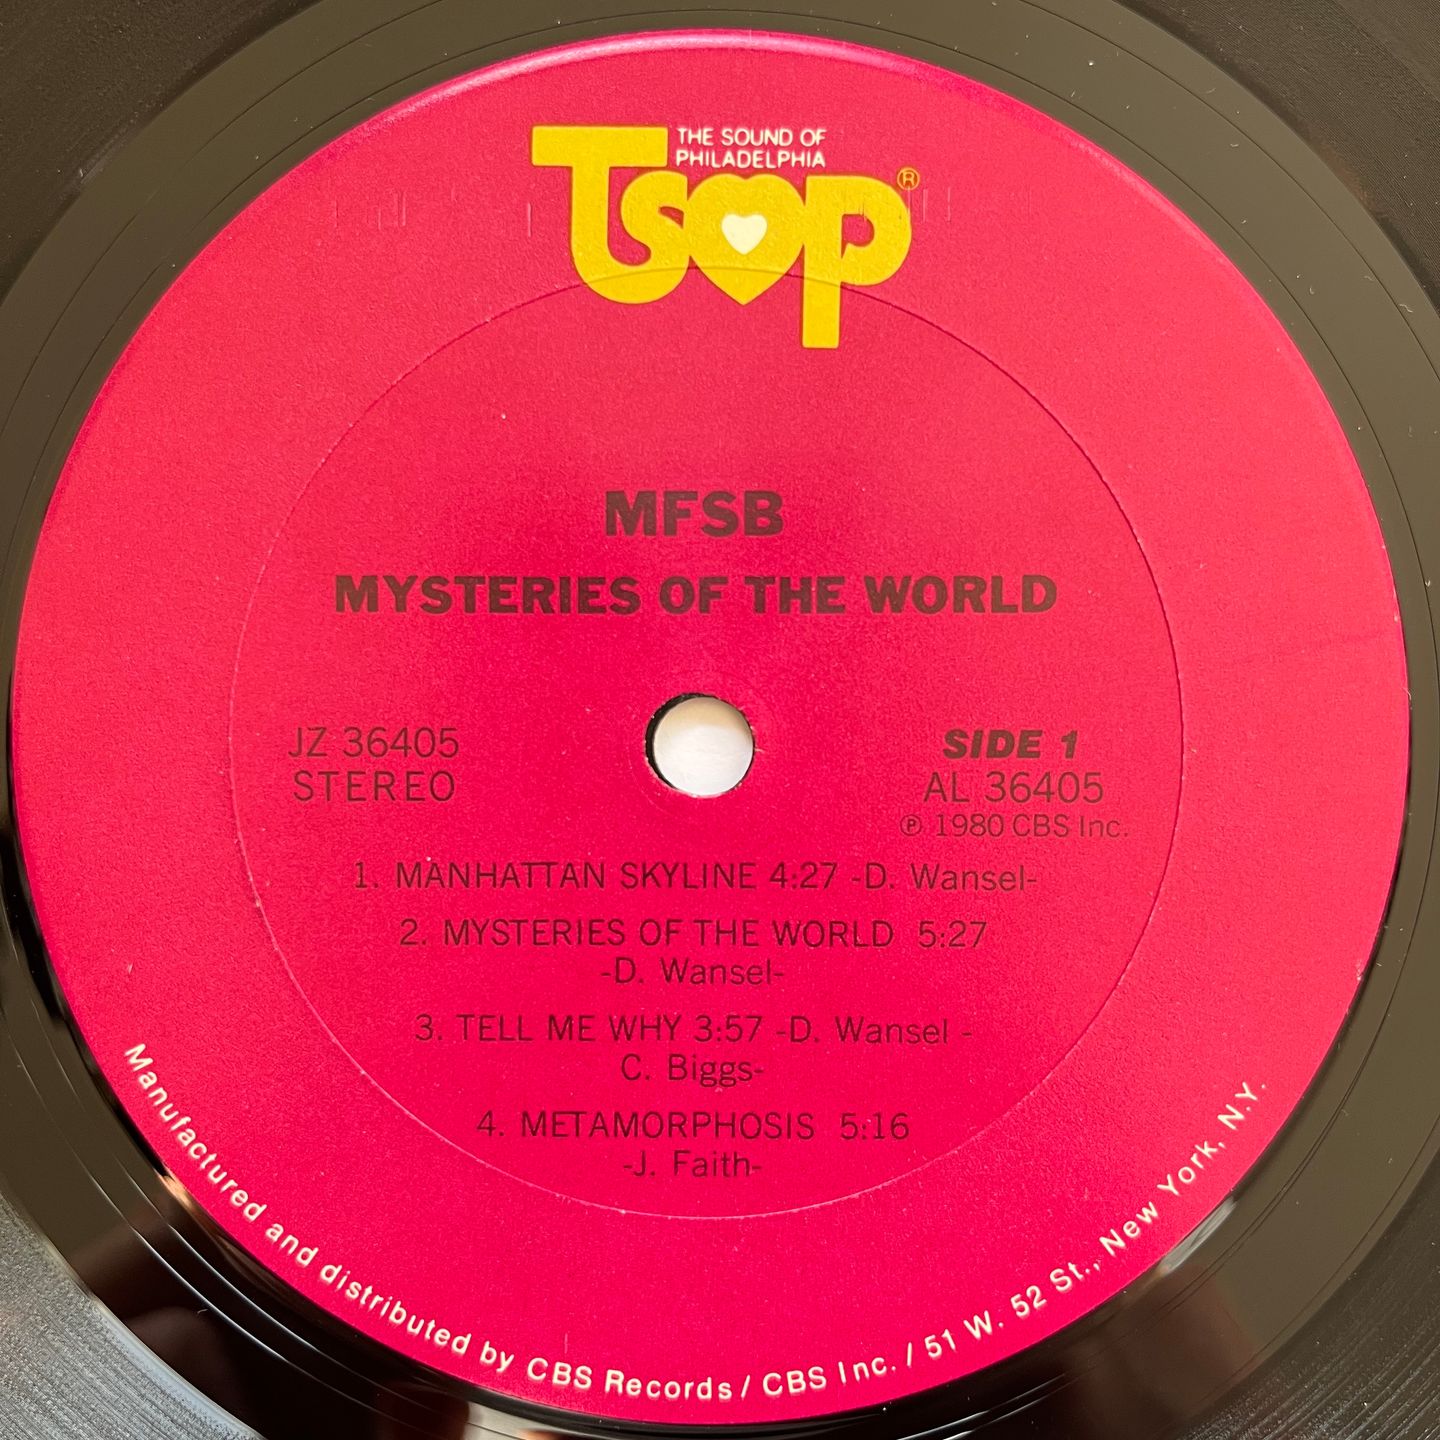 THE SOUND OF
PHILADELPHIA
TSOP®
MFSB
MYSTERIES OF THE WORLD
JZ 36405
STEREO
SIDE 1
AL 36405
℗ 1980 CBS Inc.
1. MANHATTAN SKYLINE 4:27 -D. Wansel-
2. MYSTERIES OF THE WORLD 5:27
-D. Wansel-
3. TELL ME WHY 3:57 -D. Wansel -
C. Biggs-
4. METAMORPHOSIS 5:16
-J. Faith-
Manufactured and distributed by CBS Records / CBS Inc. / 51 W. 52 St., New York, N.Y.